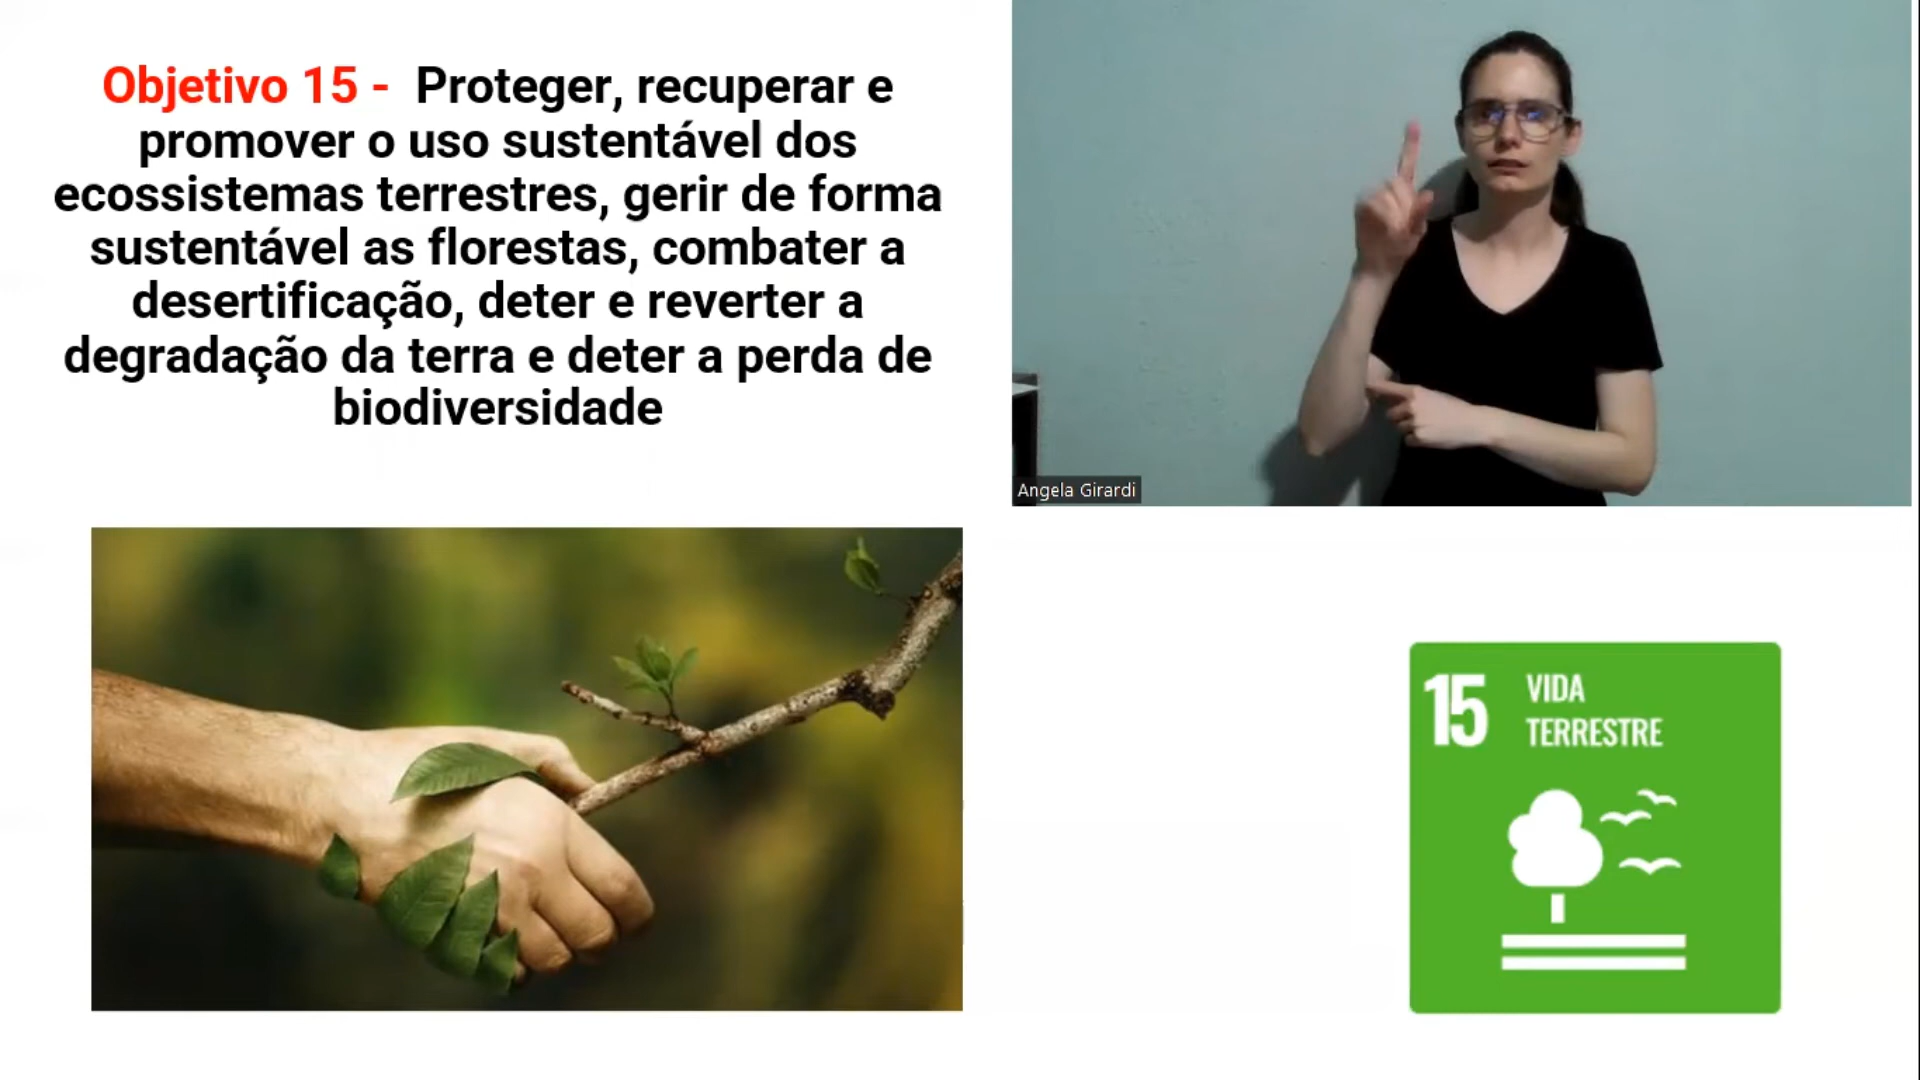 Objetivo 15 - Proteger, recuperar e
promover o uso sustentável dos
ecossistemas terrestres, gerir de forma
sustentável as florestas, combater a
desertificação, deter e reverter a
degradação da terra e deter a perda de
biodiversidade
Angela Girardi
15 VIDA
TERRESTRE